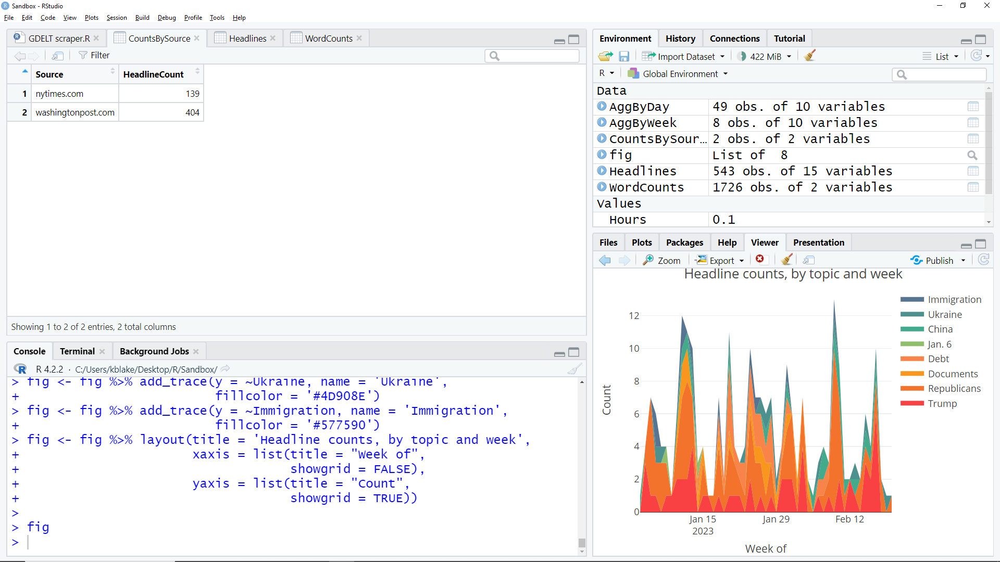 Sandbox - RStudio
File Edit Code View Plots Session Build Debug Profile Tools Help
GDELT scraper.R CountsBySource Headlines WordCounts
Filter
Source HeadlineCount
1 nytimes.com 139
2 washingtonpost.com 404
Showing 1 to 2 of 2 entries, 2 total columns
Console Terminal Background Jobs
R 4.2.2 · C:/Users/kblake/Desktop/R/Sandbox/
> fig <- fig %>% add_trace(y = ~Ukraine, name = 'Ukraine',
+ fillcolor = '#4D908E')
> fig <- fig %>% add_trace(y = ~Immigration, name = 'Immigration',
+ fillcolor = '#577590')
> fig <- fig %>% layout(title = 'Headline counts, by topic and week',
+ xaxis = list(title = "Week of",
+ showgrid = FALSE),
+ yaxis = list(title = "Count",
+ showgrid = TRUE))
>
> fig
>
Environment History Connections Tutorial
Import Dataset 422 MiB List
R Global Environment
Data
AggByDay 49 obs. of 10 variables
AggByWeek 8 obs. of 10 variables
CountsBySour… 2 obs. of 2 variables
fig List of 8
Headlines 543 obs. of 15 variables
WordCounts 1726 obs. of 2 variables
Values
Hours 0.1
Files Plots Packages Help Viewer Presentation
Zoom Export Publish
Headline counts, by topic and week
Immigration
Ukraine
China
Jan. 6
Debt
Documents
Republicans
Trump
12
10
8
6
4
2
0
Count
Jan 15 Jan 29 Feb 12
2023
Week of